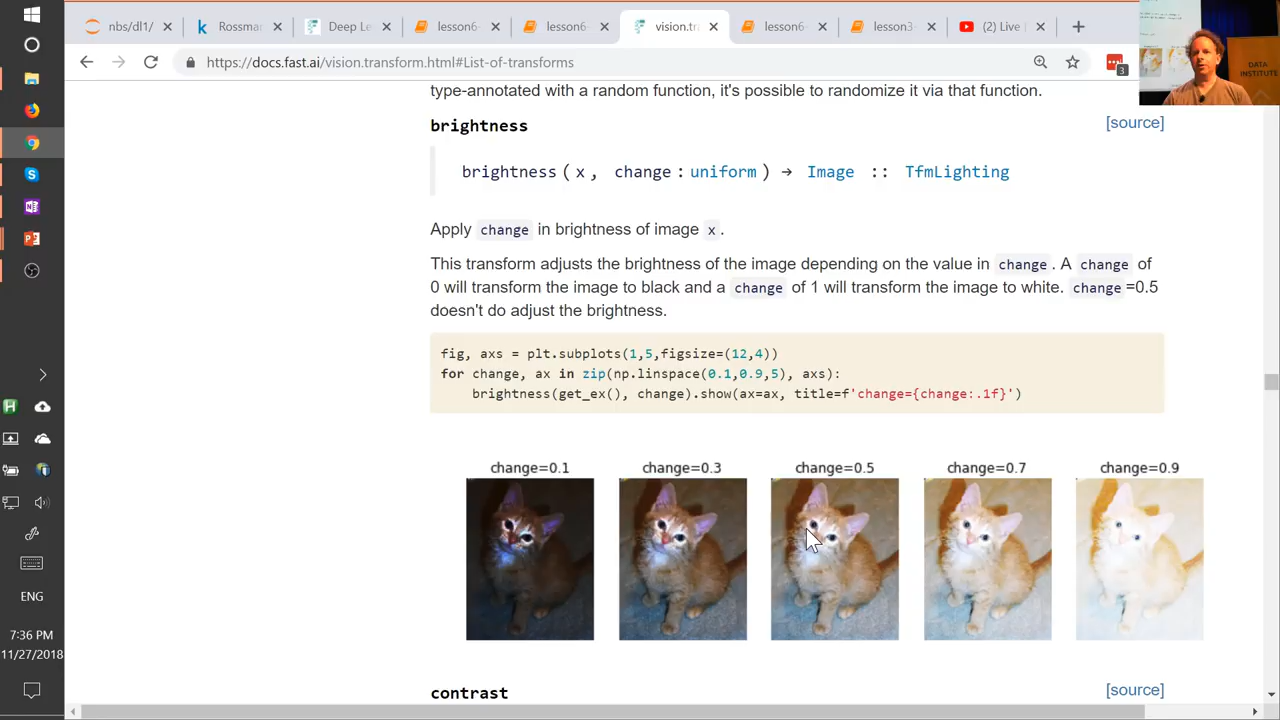 nbs/dl1/
Rossmar
Deep Le
lesson
lesson6
vision.tr
lesson6
lesson3
(2) Live
https://docs.fast.ai/vision.transform.html#List-of-transforms
3
DATA
INSTITUTE
type-annotated with a random function, it's possible to randomize it via that function.
brightness
[source]
brightness(x, change:uniform) → Image :: TfmLighting
Apply change in brightness of image x.
This transform adjusts the brightness of the image depending on the value in change. A change of
0 will transform the image to black and a change of 1 will transform the image to white. change=0.5
doesn't do adjust the brightness.
fig, axs = plt.subplots(1,5,figsize=(12,4))
for change, ax in zip(np.linspace(0.1,0.9,5), axs):
    brightness(get_ex(), change).show(ax=ax, title=f'change={change:.1f}')
change=0.1
change=0.3
change=0.5
change=0.7
change=0.9
contrast
[source]
ENG
7:36 PM
11/27/2018